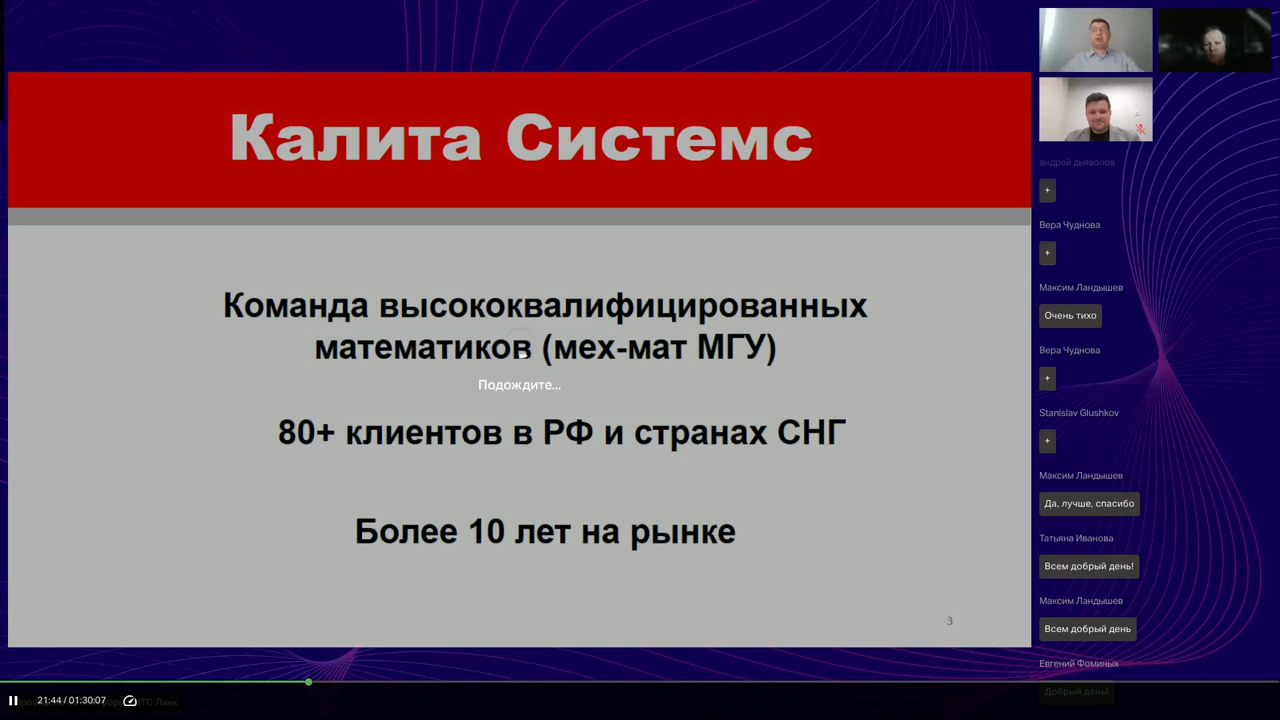 Калита Системс
Команда высококвалифицированных
математиков (мех-мат МГУ)
Подождите...
80+ клиентов в РФ и странах СНГ
Более 10 лет на рынке
3
андрей дьяволов
+
Вера Чуднова
+
Максим Ландышев
Очень тихо
Вера Чуднова
+
Stanislav Glushkov
+
Максим Ландышев
Да, лучше, спасибо
Татьяна Иванова
Всем добрый день!
Максим Ландышев
Всем добрый день
Евгений Фоминых
Добрый день!
21:44 / 01:30:07
МТС Линк